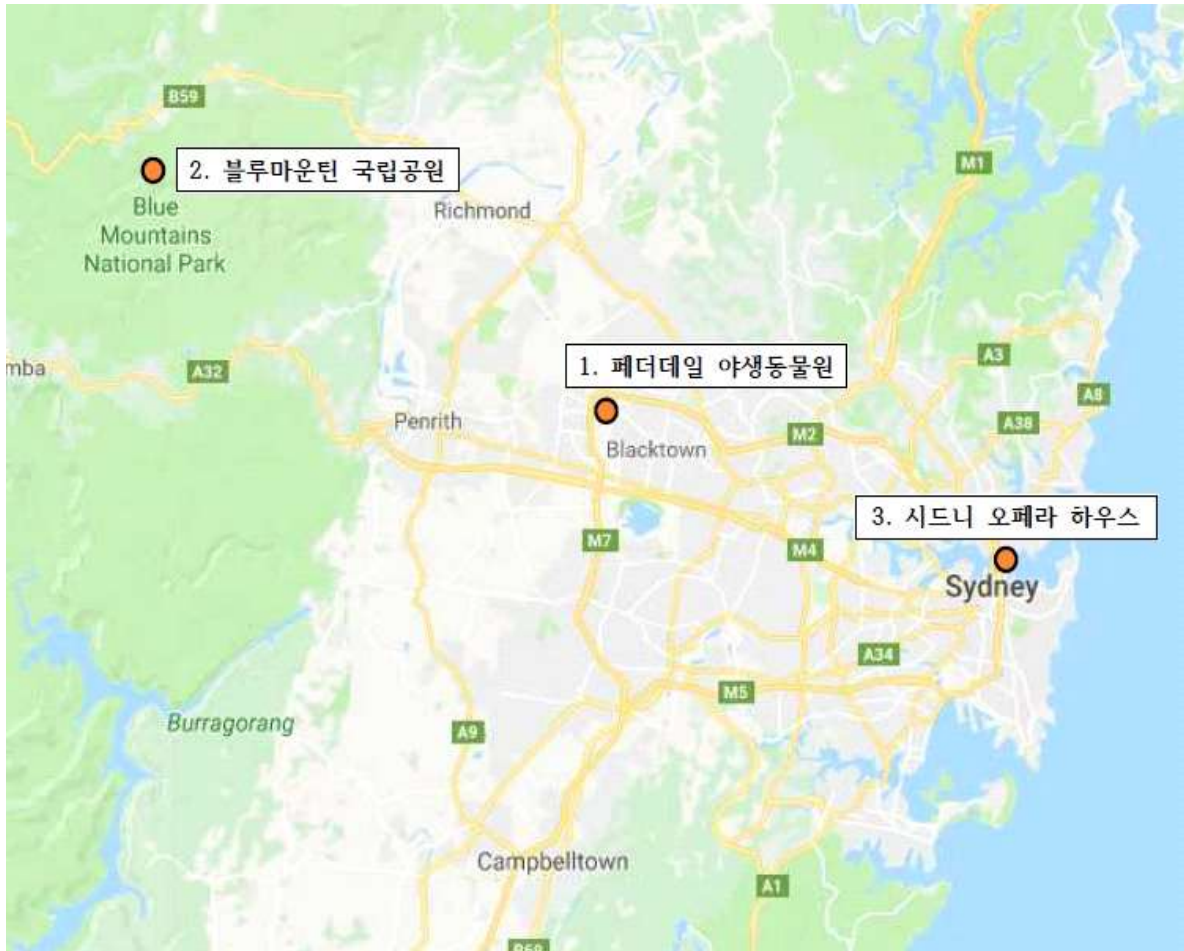 B59
2. 블루마운틴 국립공원
M1
Blue
Mountains
National Park
Richmond
mba
A32
1. 페더데일 야생동물원
A3
A8
Penrith
Blacktown
M2
A38
3. 시드니 오페라 하우스
M7
M4
Sydney
A34
M5
Burragorang
A9
Campbelltown
A1
B68